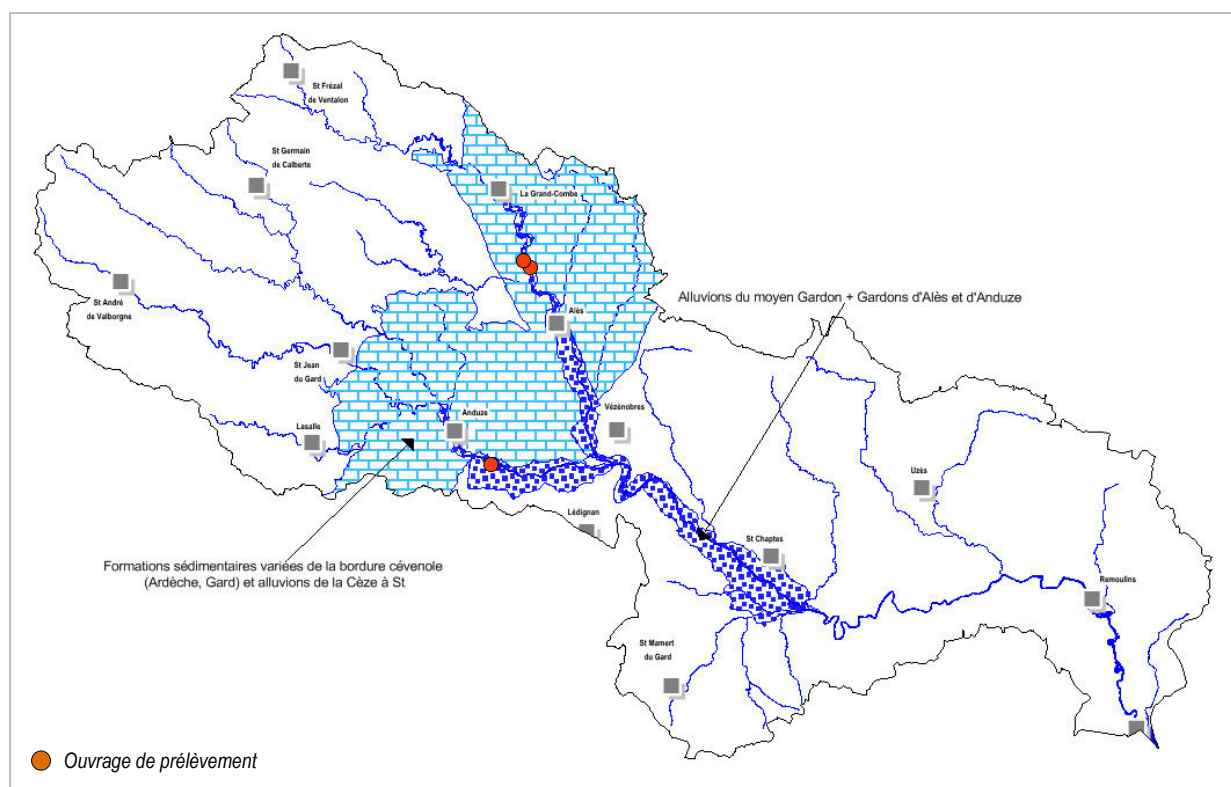 St Frézal
de Ventalon
St Germain
de Calberte
La Grand-Combe
St André
de Valborgne
Alluvions du moyen Gardon + Gardons d'Alès et d'Anduze
Alès
St Jean
du Gard
Anduze
Vézénobres
Lasalle
Uzès
Lédignan
St Chaptes
Formations sédimentaires variées de la bordure cévenole
(Ardèche, Gard) et alluvions de la Cèze à St
Remoulins
St Mamert
du Gard
Ouvrage de prélèvement